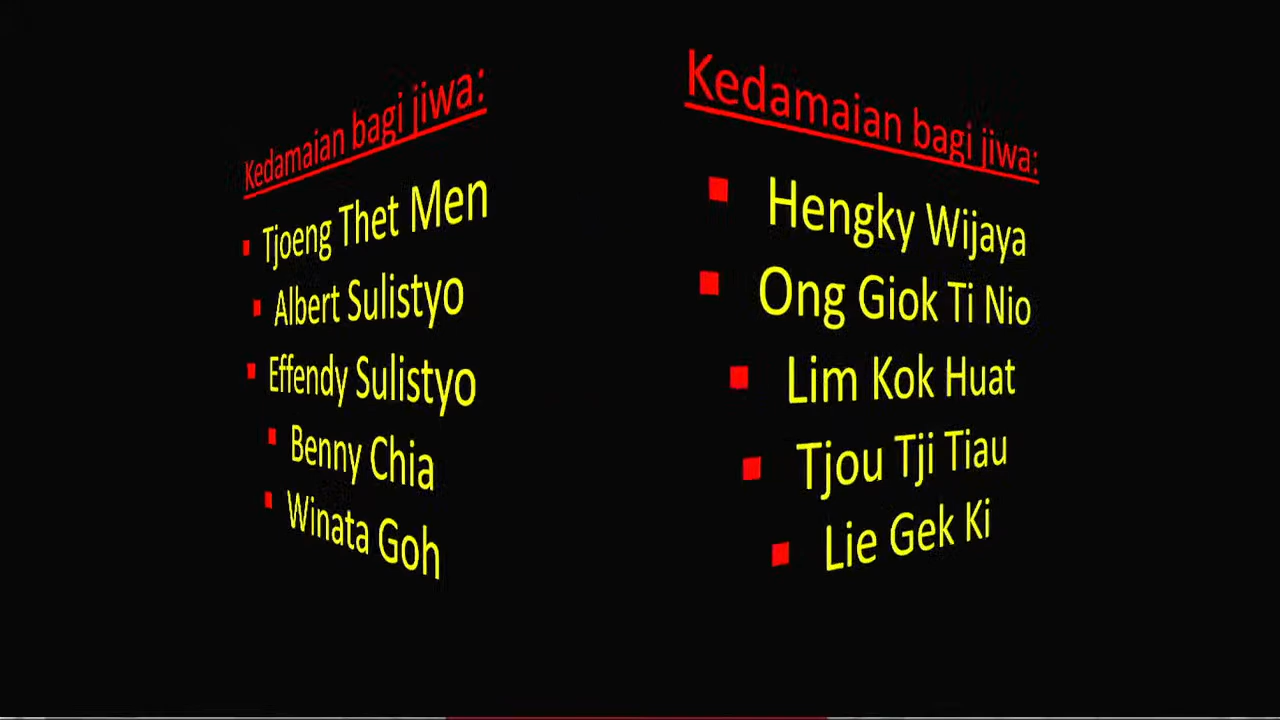 Kedamaian bagi jiwa:
Tjoeng Thet Men
Albert Sulistyo
Effendy Sulistyo
Benny Chia
Winata Goh
Kedamaian bagi jiwa:
Hengky Wijaya
Ong Giok Ti Nio
Lim Kok Huat
Tjou Tji Tiau
Lie Gek Ki